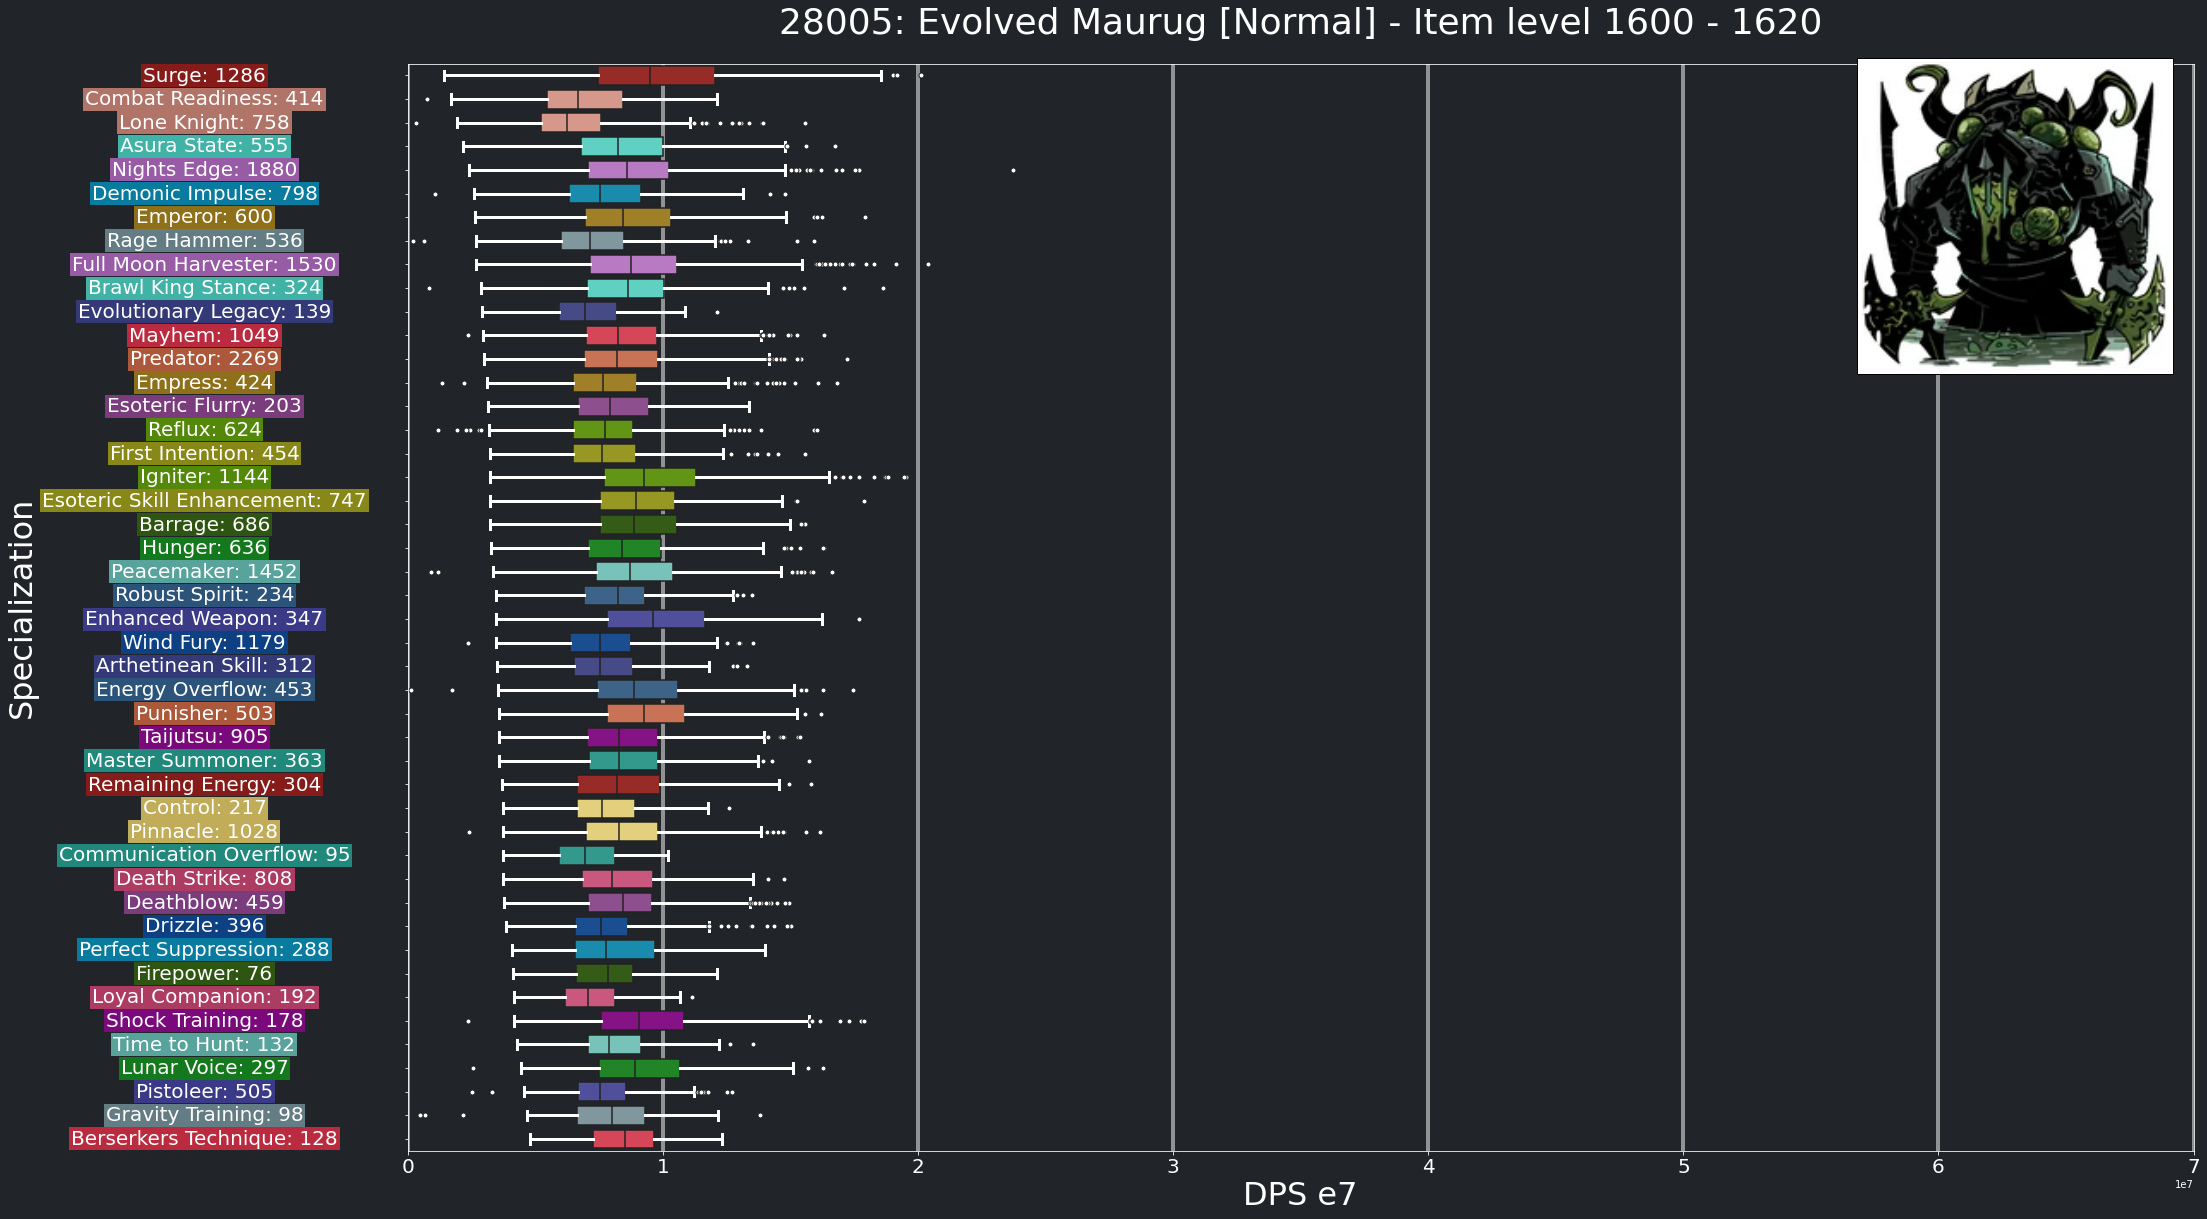 28005: Evolved Maurug [Normal] - Item level 1600 - 1620
Specialization
Surge: 1286
Combat Readiness: 414
Lone Knight: 758
Asura State: 555
Nights Edge: 1880
Demonic Impulse: 798
Emperor: 600
Rage Hammer: 536
Full Moon Harvester: 1530
Brawl King Stance: 324
Evolutionary Legacy: 139
Mayhem: 1049
Predator: 2269
Empress: 424
Esoteric Flurry: 203
Reflux: 624
First Intention: 454
Igniter: 1144
Esoteric Skill Enhancement: 747
Barrage: 686
Hunger: 636
Peacemaker: 1452
Robust Spirit: 234
Enhanced Weapon: 347
Wind Fury: 1179
Arthetinean Skill: 312
Energy Overflow: 453
Punisher: 503
Taijutsu: 905
Master Summoner: 363
Remaining Energy: 304
Control: 217
Pinnacle: 1028
Communication Overflow: 95
Death Strike: 808
Deathblow: 459
Drizzle: 396
Perfect Suppression: 288
Firepower: 76
Loyal Companion: 192
Shock Training: 178
Time to Hunt: 132
Lunar Voice: 297
Pistoleer: 505
Gravity Training: 98
Berserkers Technique: 128
0 1 2 3 4 5 6 7
1e7
DPS e7